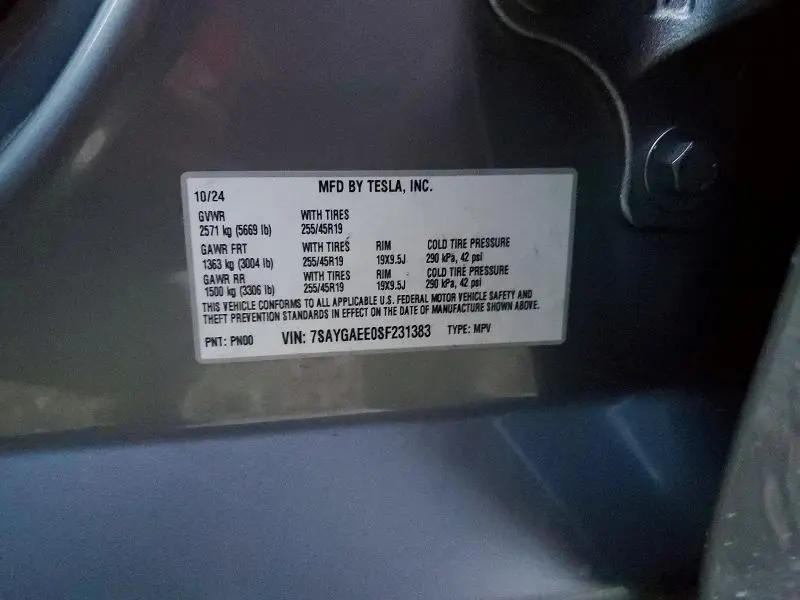 MFD BY TESLA, INC.
10/24
GVWR WITH TIRES
2571 kg (5669 lb) 255/45R19
GAWR FRT WITH TIRES RIM COLD TIRE PRESSURE
1363 kg (3004 lb) 255/45R19 19X9.5J 290 kPa, 42 psi
GAWR RR WITH TIRES RIM COLD TIRE PRESSURE
1500 kg (3306 lb) 255/45R19 19X9.5J 290 kPa, 42 psi
THIS VEHICLE CONFORMS TO ALL APPLICABLE U.S. FEDERAL MOTOR VEHICLE SAFETY AND
THEFT PREVENTION STANDARDS IN EFFECT ON THE DATE OF MANUFACTURE SHOWN ABOVE.
PNT: PN00 VIN: 7SAYGAEE0SF231383 TYPE: MPV